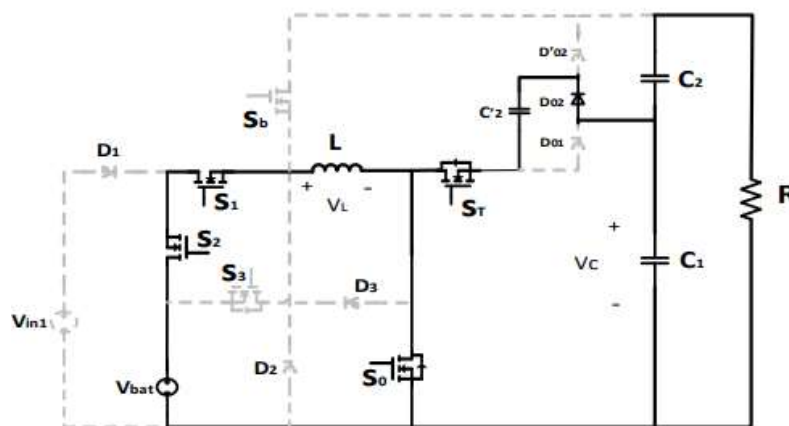 D'02
C2
Sb
C'2
D02
D01
D1
L
S1
+
VL
-
ST
R
S2
S3
D3
+
Vc
-
C1
Vin1
D2
Vbat
S0